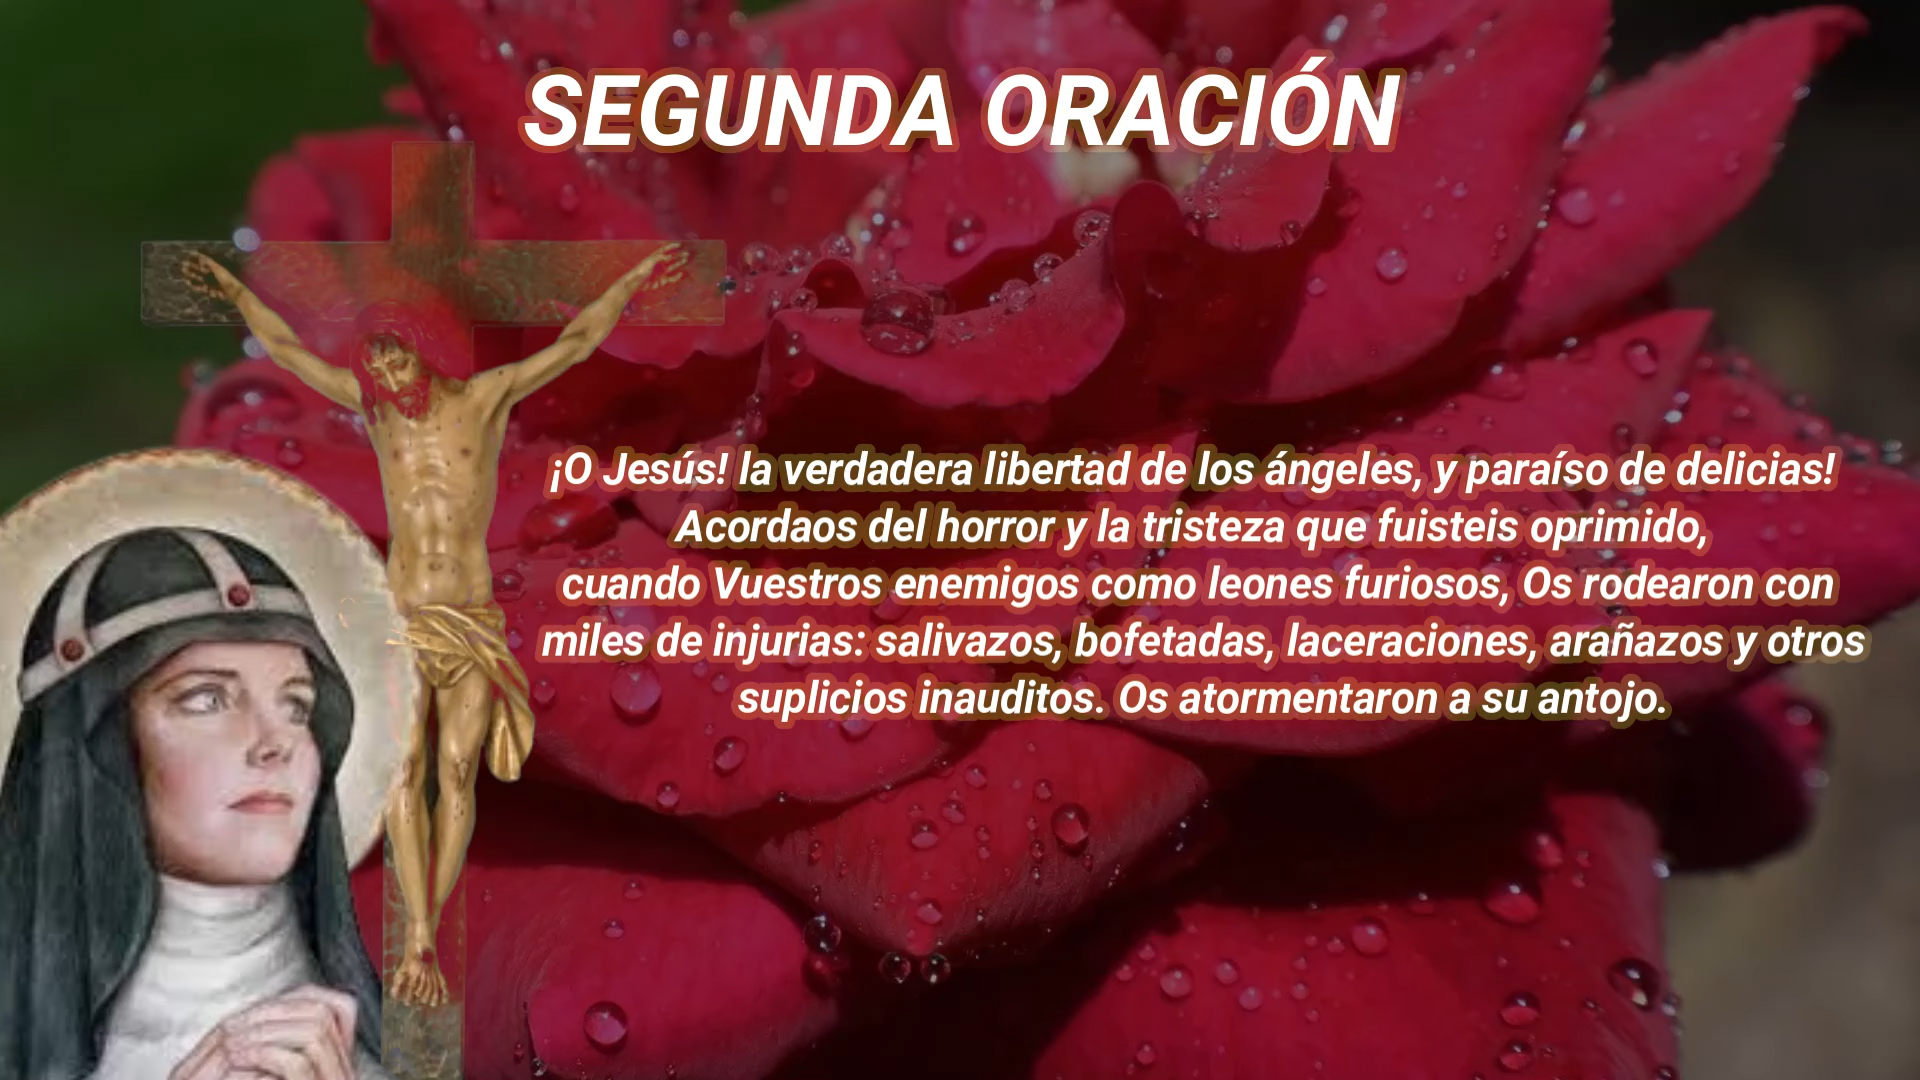 SEGUNDA ORACIÓN
¡O Jesús! la verdadera libertad de los ángeles, y paraíso de delicias!
Acordaos del horror y la tristeza que fuisteis oprimido,
cuando Vuestros enemigos como leones furiosos, Os rodearon con
miles de injurias: salivazos, bofetadas, laceraciones, arañazos y otros
suplicios inauditos. Os atormentaron a su antojo.